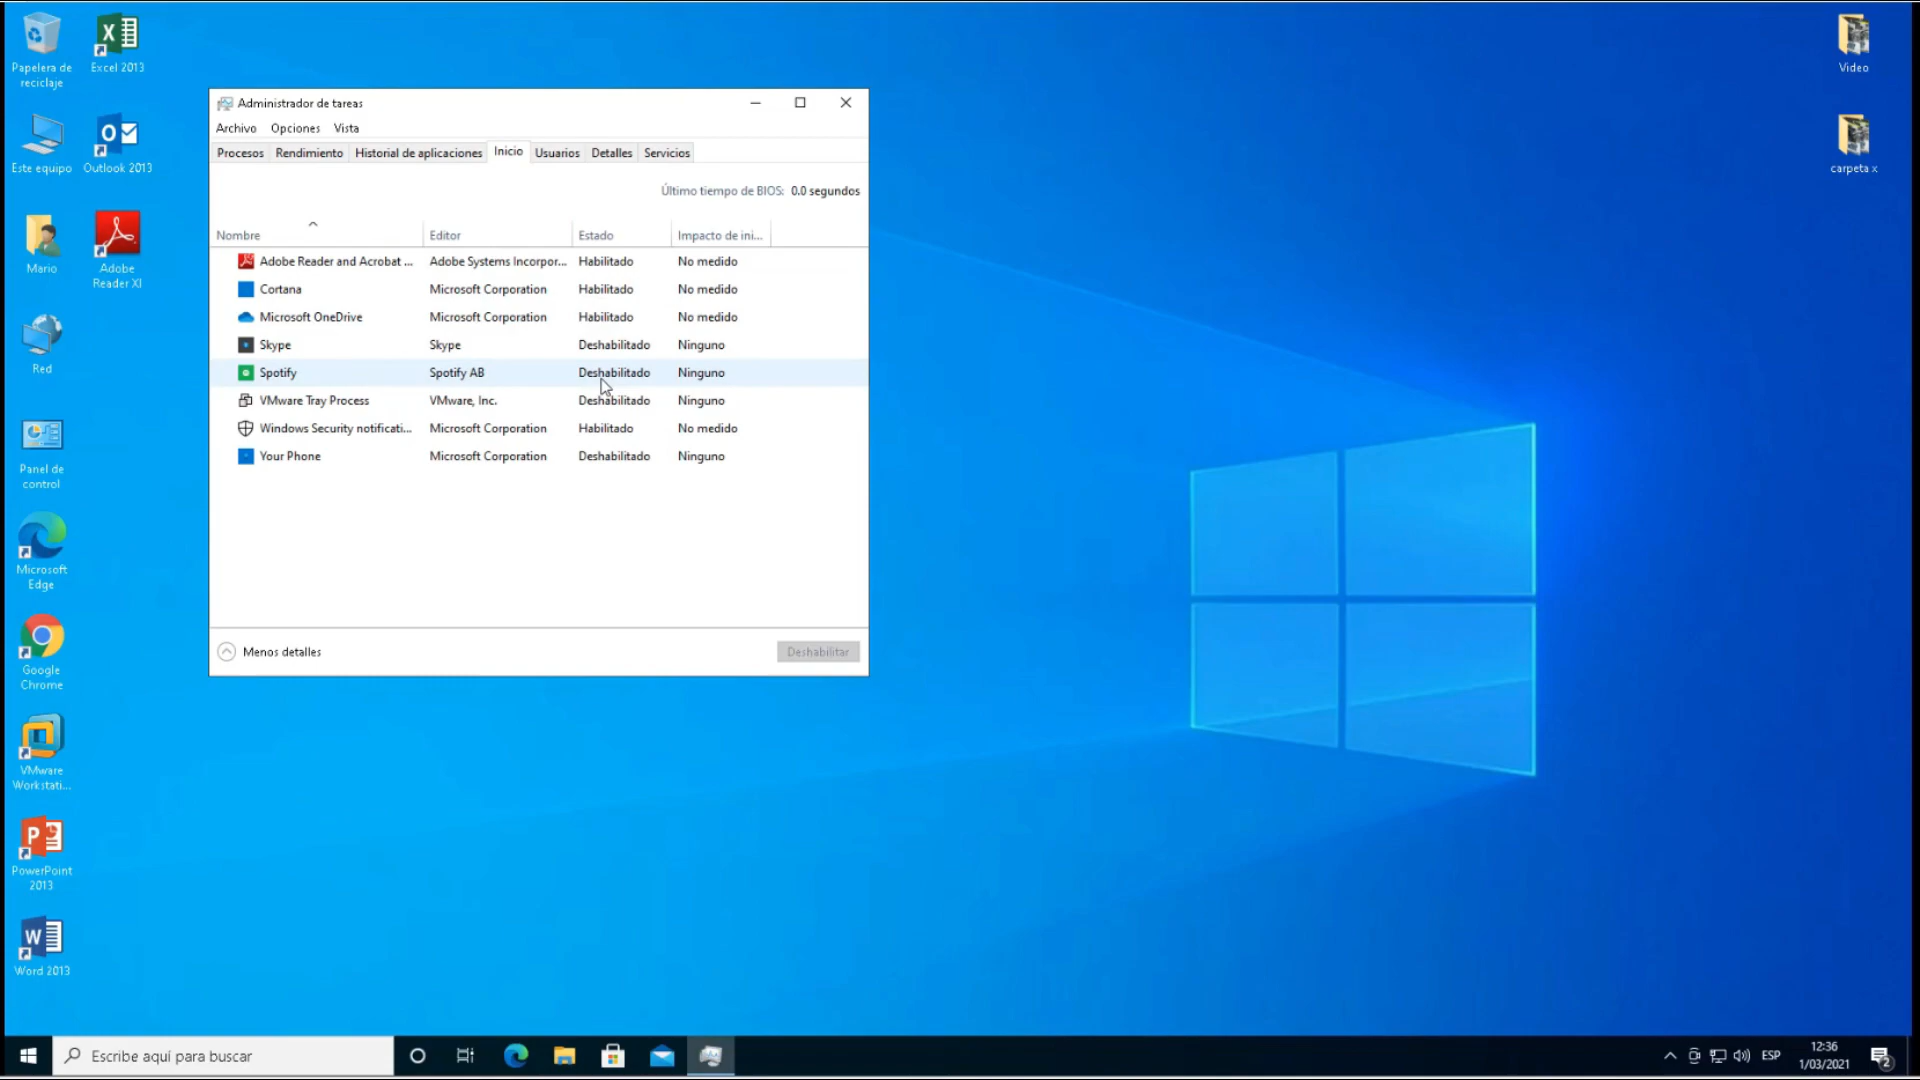 Papelera de
reciclaje
Excel 2013
Este equipo
Outlook 2013
Mario
Adobe
Reader XI
Red
Panel de
control
Microsoft
Edge
Google
Chrome
VMware
Workstati...
PowerPoint
2013
Word 2013
Video
carpeta x
Administrador de tareas
Archivo Opciones Vista
Procesos Rendimiento Historial de aplicaciones Inicio Usuarios Detalles Servicios
Último tiempo de BIOS: 0.0 segundos
Nombre Editor Estado Impacto de ini...
Adobe Reader and Acrobat ... Adobe Systems Incorpor... Habilitado No medido
Cortana Microsoft Corporation Habilitado No medido
Microsoft OneDrive Microsoft Corporation Habilitado No medido
Skype Skype Deshabilitado Ninguno
Spotify Spotify AB Deshabilitado Ninguno
VMware Tray Process VMware, Inc. Deshabilitado Ninguno
Windows Security notificati... Microsoft Corporation Habilitado No medido
Your Phone Microsoft Corporation Deshabilitado Ninguno
Menos detalles Deshabilitar
Escribe aquí para buscar
ESP
12:36
1/03/2021
2